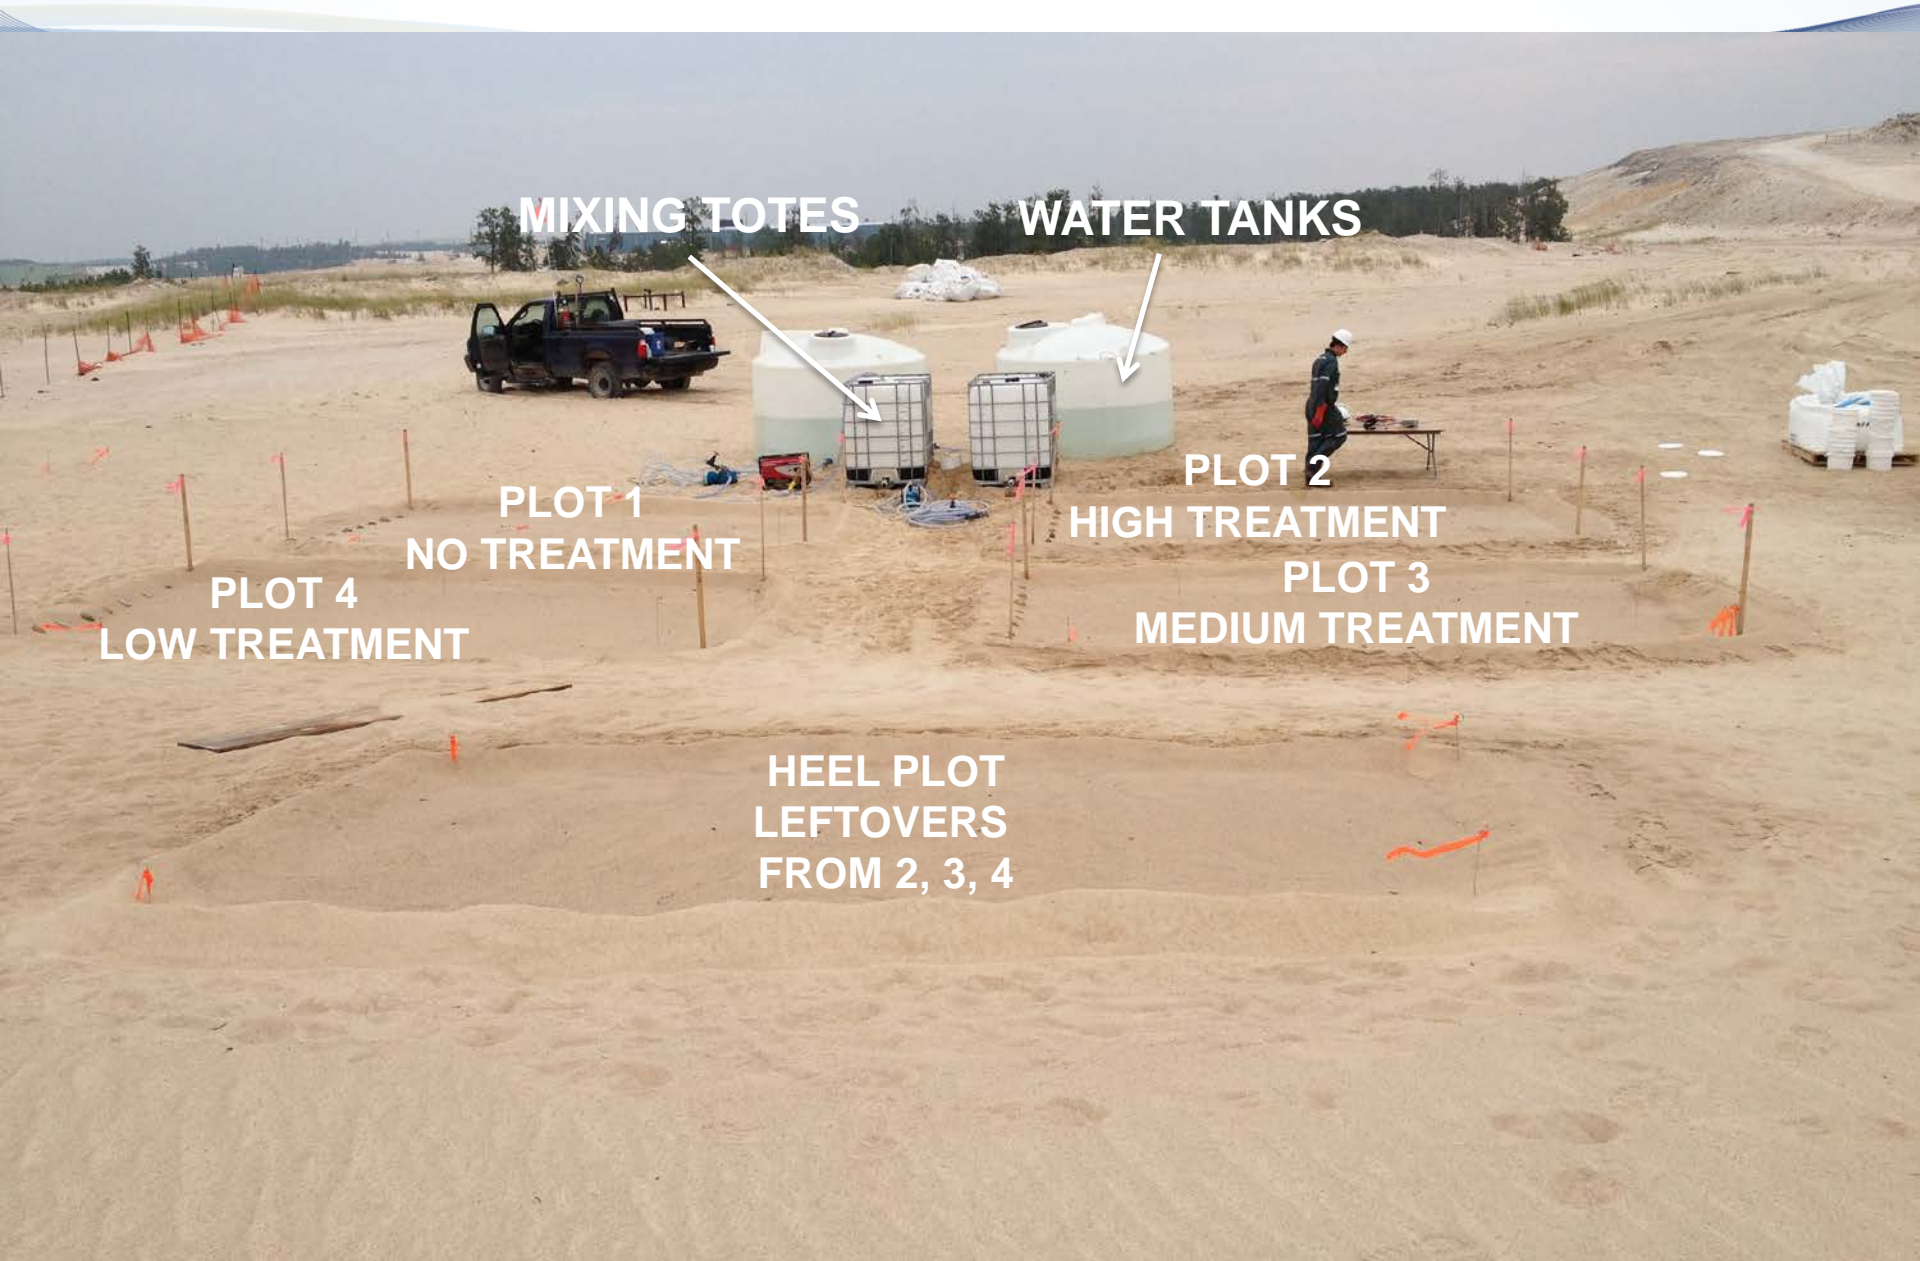 MIXING TOTES
WATER TANKS
PLOT 1
NO TREATMENT
PLOT 2
HIGH TREATMENT
PLOT 4
LOW TREATMENT
PLOT 3
MEDIUM TREATMENT
HEEL PLOT
LEFTOVERS
FROM 2, 3, 4